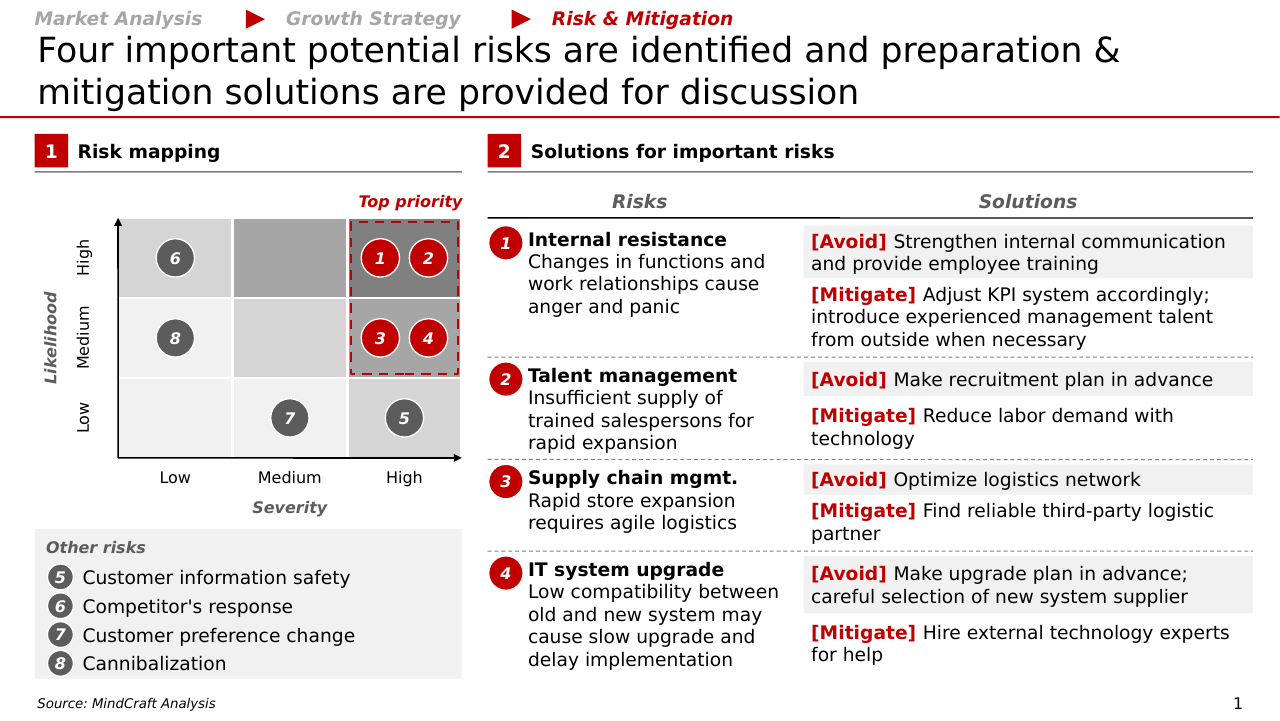 Market Analysis
Growth Strategy
Risk & Mitigation
Four important potential risks are identified and preparation &
mitigation solutions are provided for discussion
1
Risk mapping
Top priority
Likelihood
High
Medium
Low
6
1
2
8
3
4
7
5
Low
Medium
High
Severity
Other risks
5 Customer information safety
6 Competitor's response
7 Customer preference change
8 Cannibalization
2
Solutions for important risks
Risks
Solutions
1 Internal resistance
Changes in functions and
work relationships cause
anger and panic
[Avoid] Strengthen internal communication
and provide employee training
[Mitigate] Adjust KPI system accordingly;
introduce experienced management talent
from outside when necessary
2 Talent management
Insufficient supply of
trained salespersons for
rapid expansion
[Avoid] Make recruitment plan in advance
[Mitigate] Reduce labor demand with
technology
3 Supply chain mgmt.
Rapid store expansion
requires agile logistics
[Avoid] Optimize logistics network
[Mitigate] Find reliable third-party logistic
partner
4 IT system upgrade
Low compatibility between
old and new system may
cause slow upgrade and
delay implementation
[Avoid] Make upgrade plan in advance;
careful selection of new system supplier
[Mitigate] Hire external technology experts
for help
Source: MindCraft Analysis
1